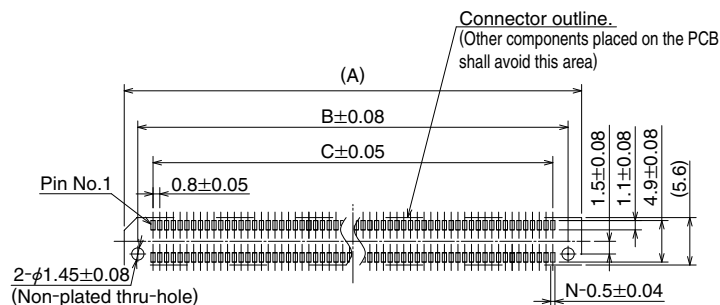 Connector outline.
(Other components placed on the PCB
shall avoid this area)
(A)
B±0.08
C±0.05
Pin No.1
0.8±0.05
1.5±0.08
1.1±0.08
4.9±0.08
(5.6)
2-φ1.45±0.08
(Non-plated thru-hole)
N-0.5±0.04